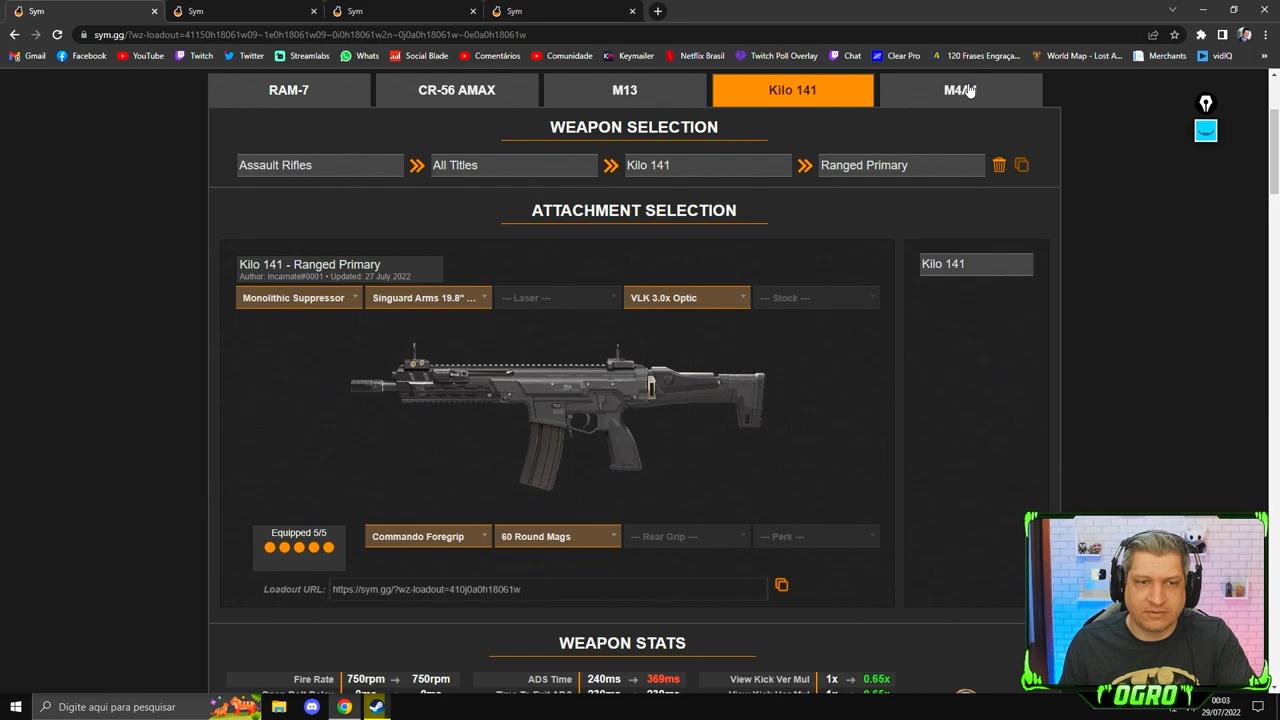 Sym
Sym
Sym
Sym
sym.gg/?wz-loadout=41150h18061w09~1e0h18061w09~0i0h18061w2n~0j0a0h18061w~0e0a0h18061w
Gmail
Facebook
YouTube
Twitch
Twitter
Streamlabs
Whats
Social Blade
Comentários
Comunidade
Keymailer
Netflix Brasil
Twitch Poll Overlay
Chat
Clear Pro
120 Frases Engraça...
World Map - Lost A...
Merchants
vidIQ
RAM-7
CR-56 AMAX
M13
Kilo 141
WEAPON SELECTION
Assault Rifles
All Titles
Kilo 141
Ranged Primary
ATTACHMENT SELECTION
Kilo 141 - Ranged Primary
Author: Incarnate#0001 • Updated: 27 July 2022
Kilo 141
Monolithic Suppressor
Singuard Arms 19.8" ...
--- Laser ---
VLK 3.0x Optic
--- Stock ---
Equipped 5/5
Commando Foregrip
60 Round Mags
--- Rear Grip ---
--- Perk ---
Loadout URL:
https://sym.gg/?wz-loadout=410j0a0h18061w
WEAPON STATS
Fire Rate
750rpm
750rpm
ADS Time
240ms
369ms
View Kick Ver Mul
1x
0.65x
OGRO
Digite aqui para pesquisar
00:03
29/07/2022